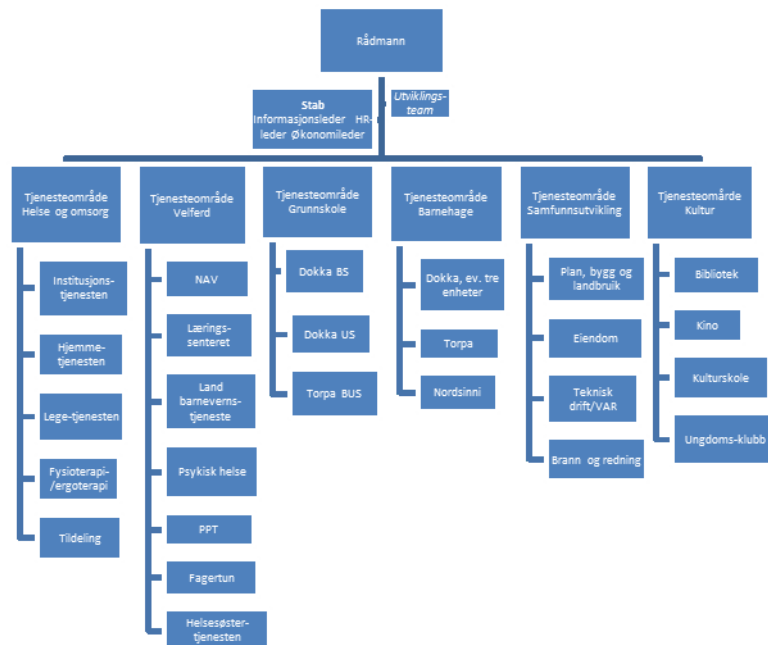 Rådmann
Stab
Informasjonsleder HR-
leder Økonomileder
Utviklings-
team
Tjenesteområde
Helse og omsorg
Institusjons-
tjenesten
Hjemme-
tjenesten
Lege-tjenesten
Fysioterapi-
/ergoterapi
Tildeling
Tjenesteområde
Velferd
NAV
Lærings-
senteret
Land
barneverns-
tjeneste
Psykisk helse
PPT
Fagertun
Helsesøster-
tjenesten
Tjenesteområde
Grunnskole
Dokka BS
Dokka US
Torpa BUS
Tjenesteområde
Barnehage
Dokka, ev. tre
enheter
Torpa
Nordsinni
Tjenesteområde
Samfunnsutvikling
Plan, bygg og
landbruik
Eiendom
Teknisk
drift/VAR
Brann og redning
Tjenesteomårde
Kultur
Bibliotek
Kino
Kulturskole
Ungdoms-klubb